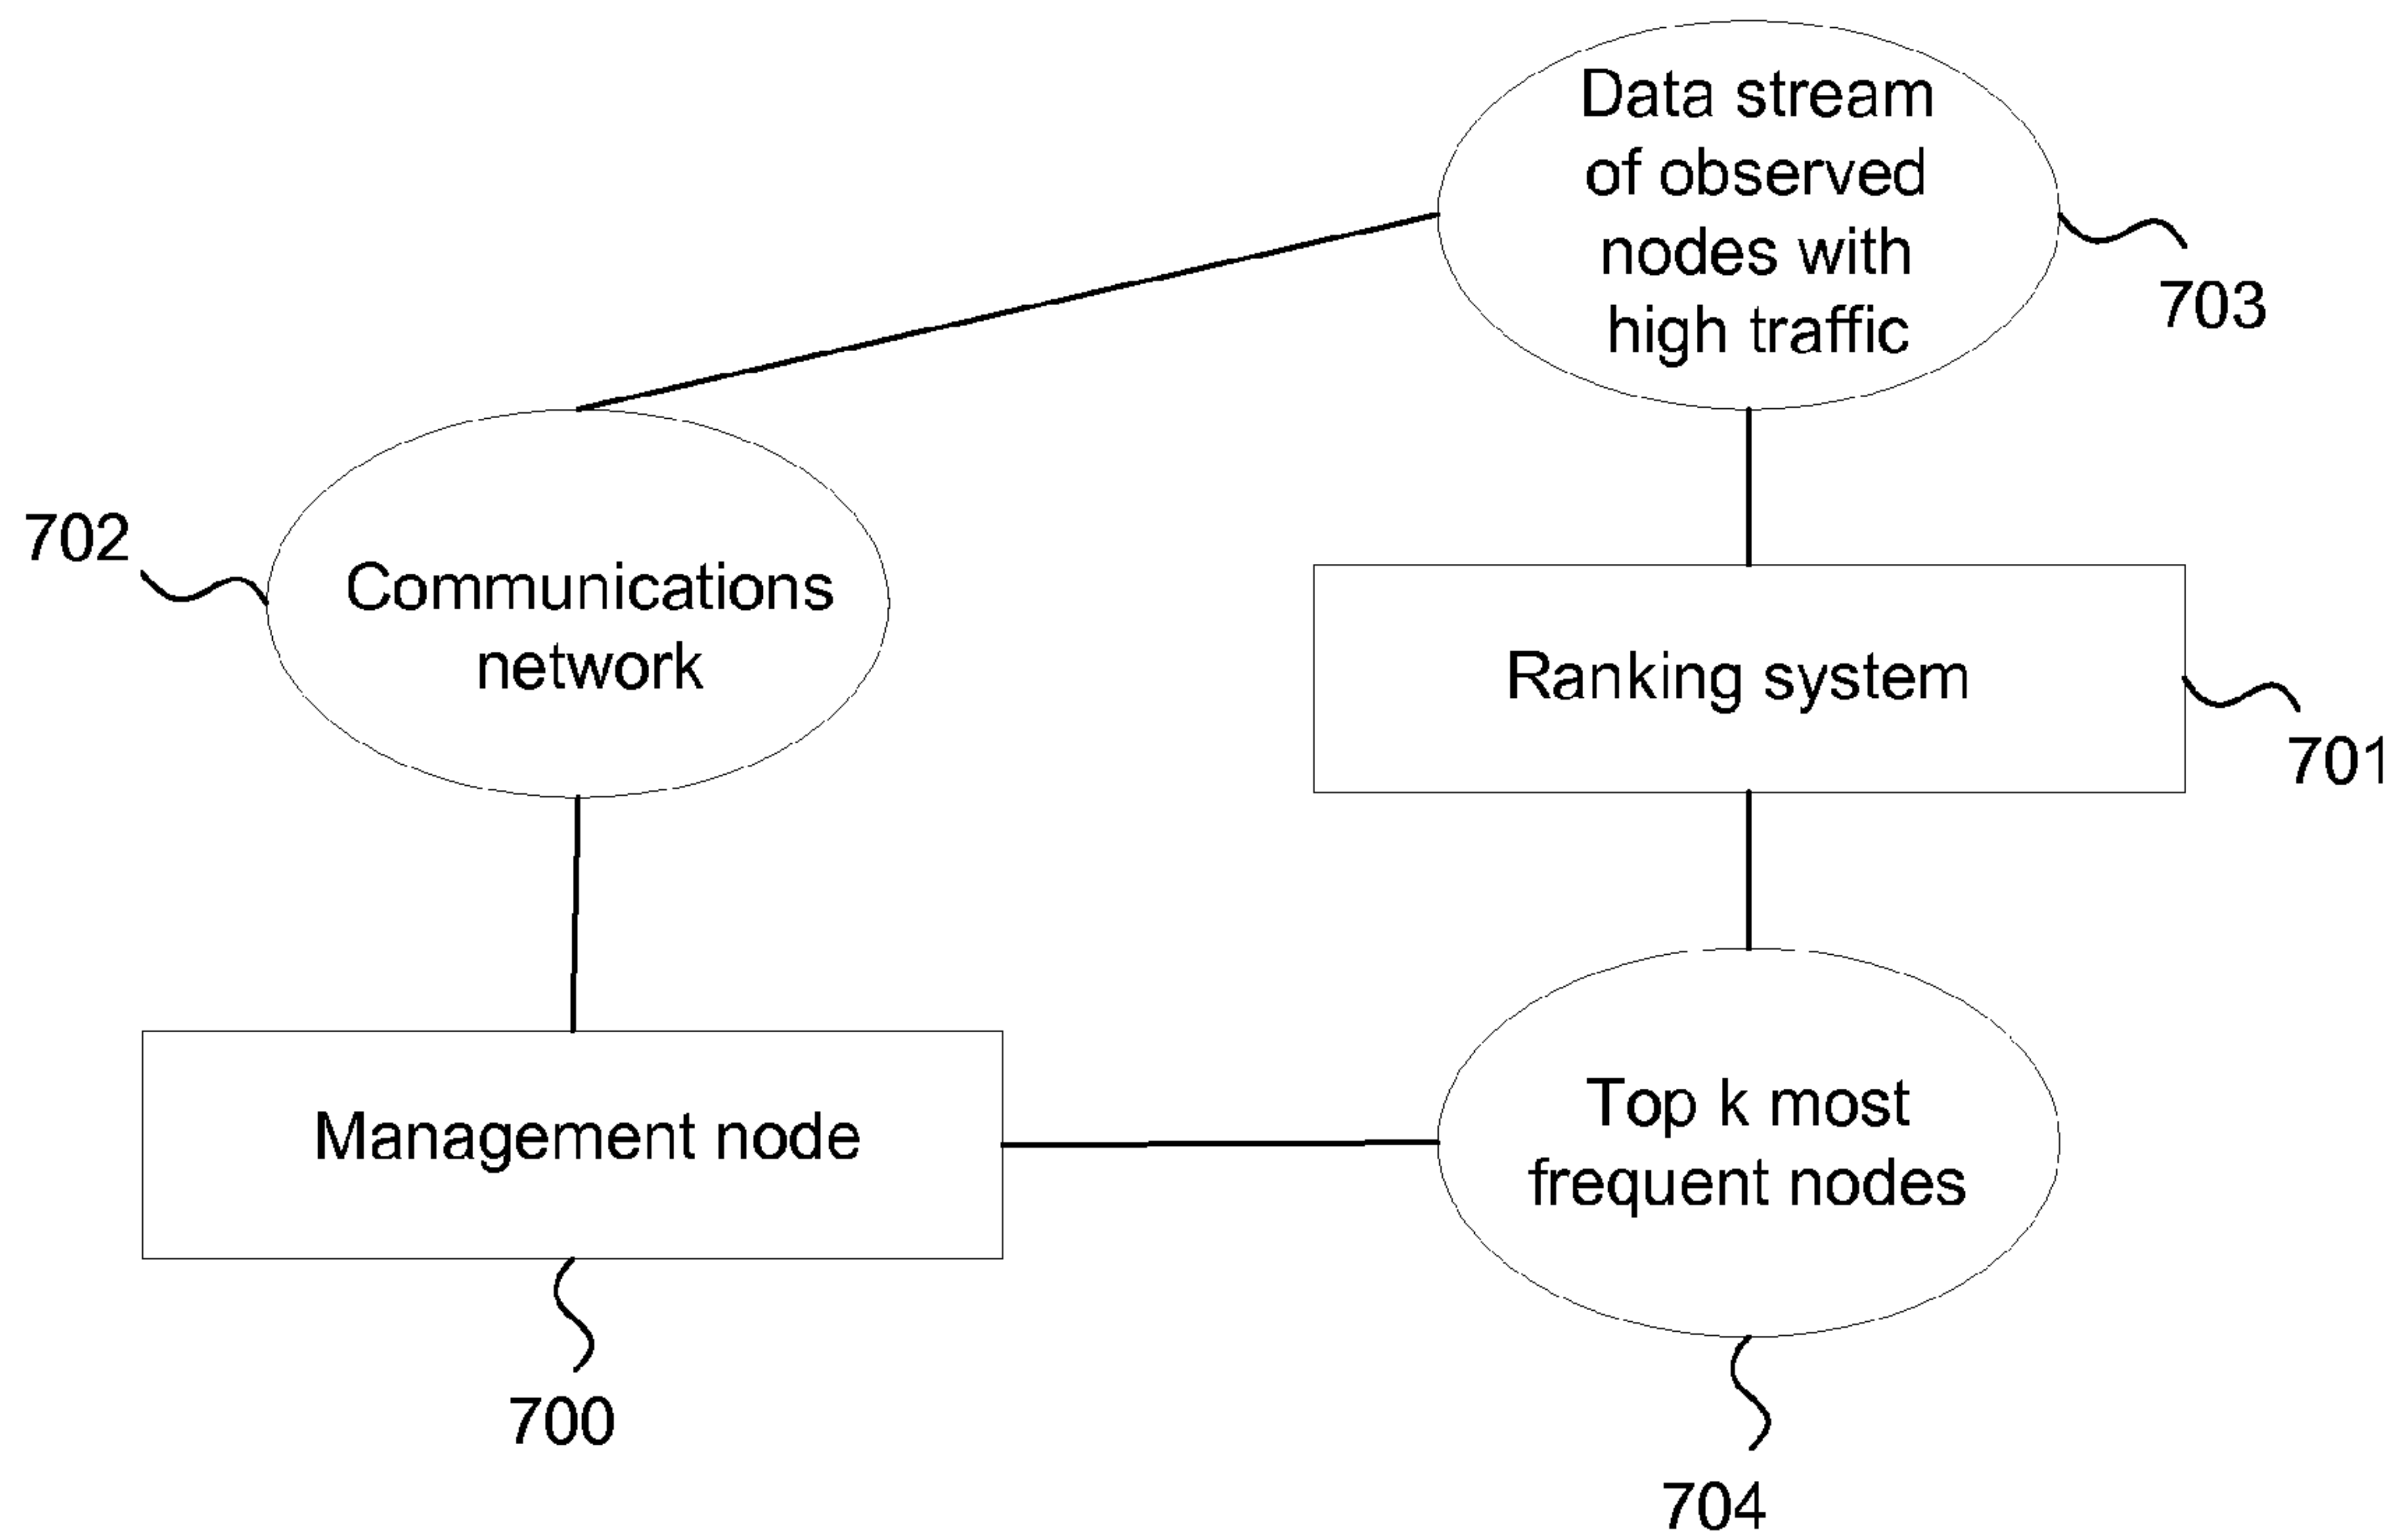 Data stream
of observed
nodes with
high traffic
703
702
Communications
network
Ranking system
701
Management node
700
Top k most
frequent nodes
704